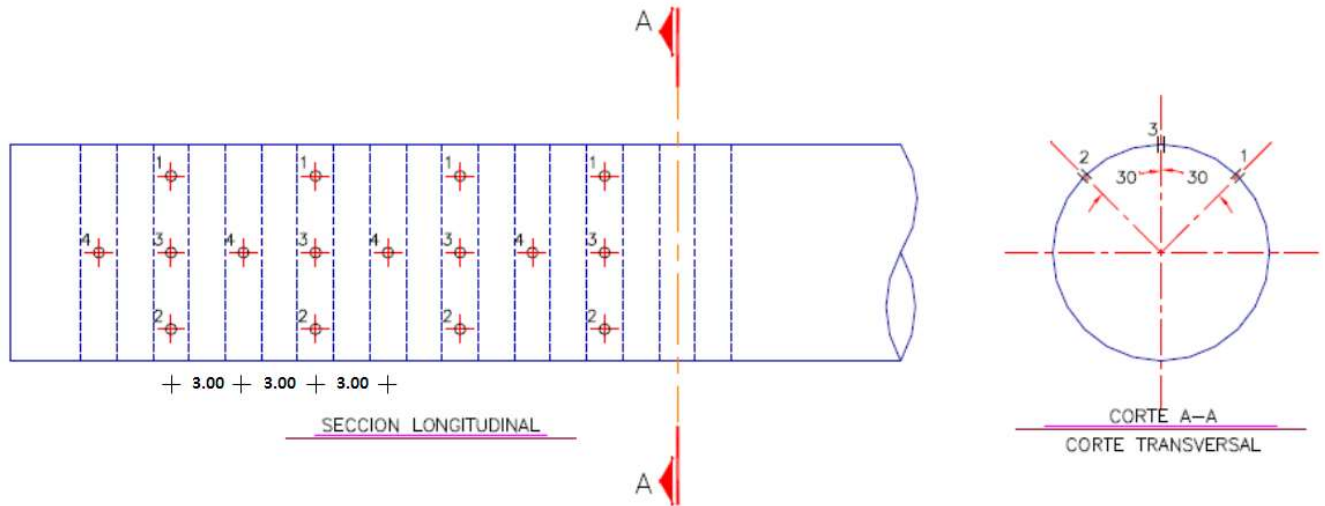 A
1 1 1 1
4 3 4 3 4 3 4 3
2 2 2 2
3.00 3.00 3.00
SECCION LONGITUDINAL
A
3
2 1
30 30
CORTE A-A
CORTE TRANSVERSAL